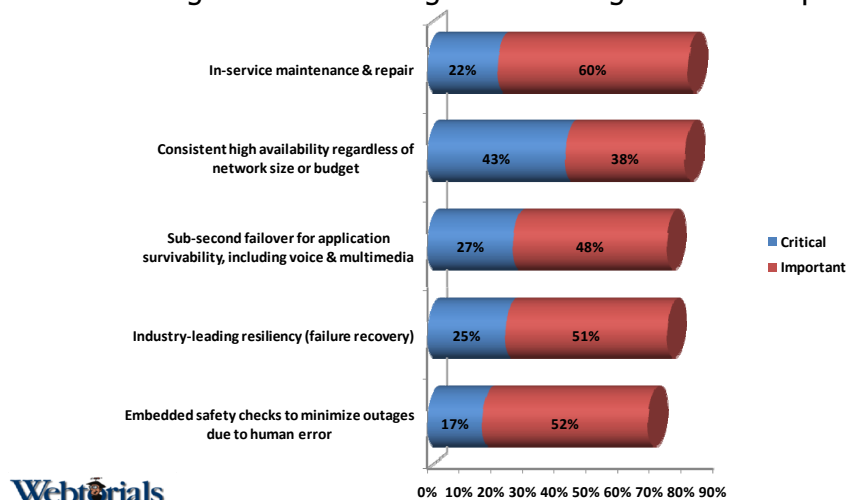 In-service maintenance & repair
22%
60%
Consistent high availability regardless of
network size or budget
43%
38%
Sub-second failover for application
survivability, including voice & multimedia
27%
48%
Critical
Important
Industry-leading resiliency (failure recovery)
25%
51%
Embedded safety checks to minimize outages
due to human error
17%
52%
0% 10% 20% 30% 40% 50% 60% 70% 80% 90%
Webtorials